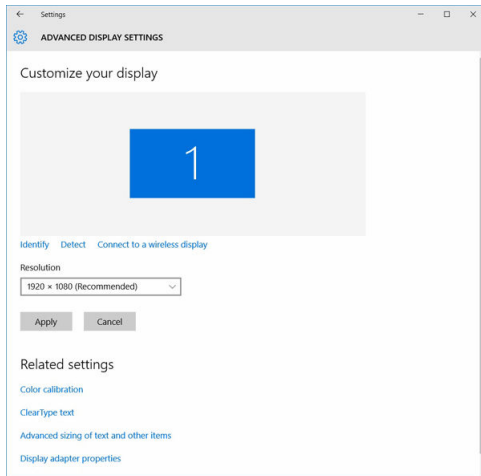 Settings
ADVANCED DISPLAY SETTINGS
Customize your display
1
Identify Detect Connect to a wireless display
Resolution
1920 × 1080 (Recommended)
Apply Cancel
Related settings
Color calibration
ClearType text
Advanced sizing of text and other items
Display adapter properties